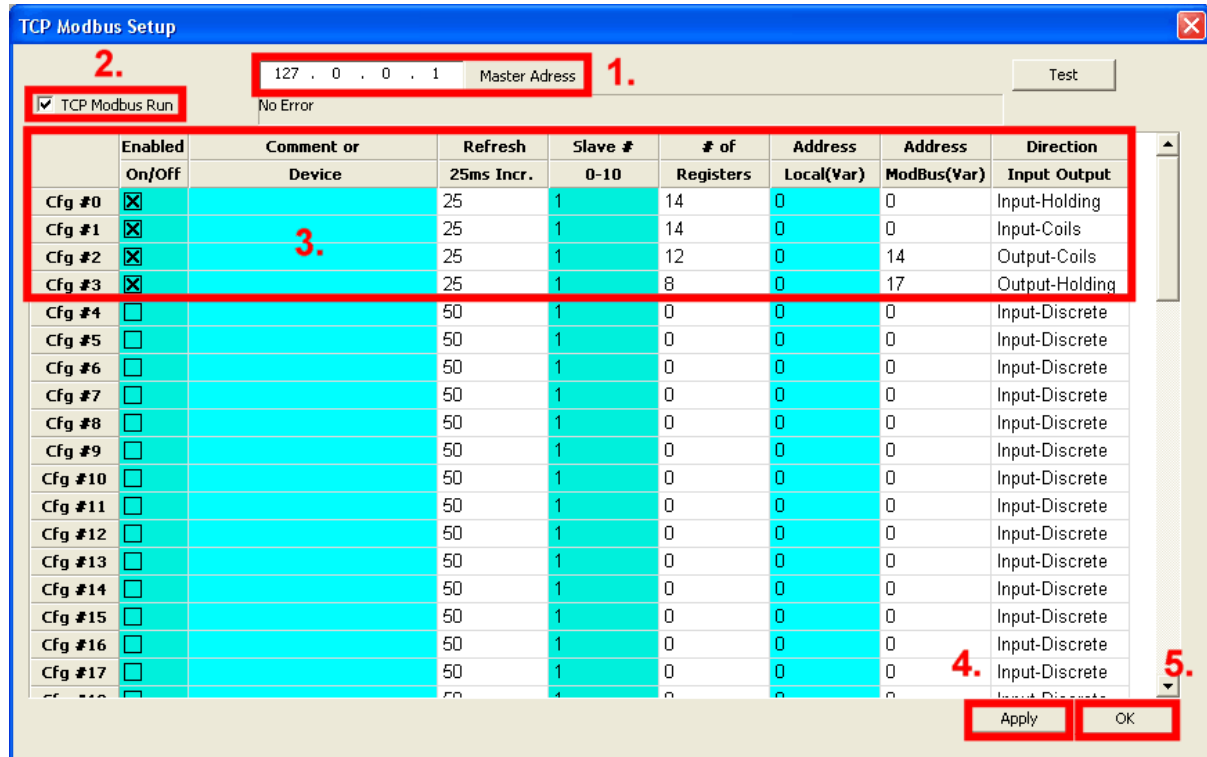 TCP Modbus Setup
2.
127 . 0 . 0 . 1 Master Adress 1. Test
TCP Modbus Run No Error
Enabled Comment or Refresh Slave # # of Address Address Direction
On/Off Device 25ms Incr. 0-10 Registers Local(Var) ModBus(Var) Input Output
Cfg #0 25 1 14 0 0 Input-Holding
Cfg #1 25 1 14 0 0 Input-Coils
3.
Cfg #2 25 1 12 0 14 Output-Coils
Cfg #3 25 1 8 0 17 Output-Holding
Cfg #4 50 1 0 0 0 Input-Discrete
Cfg #5 50 1 0 0 0 Input-Discrete
Cfg #6 50 1 0 0 0 Input-Discrete
Cfg #7 50 1 0 0 0 Input-Discrete
Cfg #8 50 1 0 0 0 Input-Discrete
Cfg #9 50 1 0 0 0 Input-Discrete
Cfg #10 50 1 0 0 0 Input-Discrete
Cfg #11 50 1 0 0 0 Input-Discrete
Cfg #12 50 1 0 0 0 Input-Discrete
Cfg #13 50 1 0 0 0 Input-Discrete
Cfg #14 50 1 0 0 0 Input-Discrete
Cfg #15 50 1 0 0 0 Input-Discrete
Cfg #16 50 1 0 0 0 Input-Discrete
Cfg #17 50 1 0 0 0 Input-Discrete
4. 5.
Apply OK